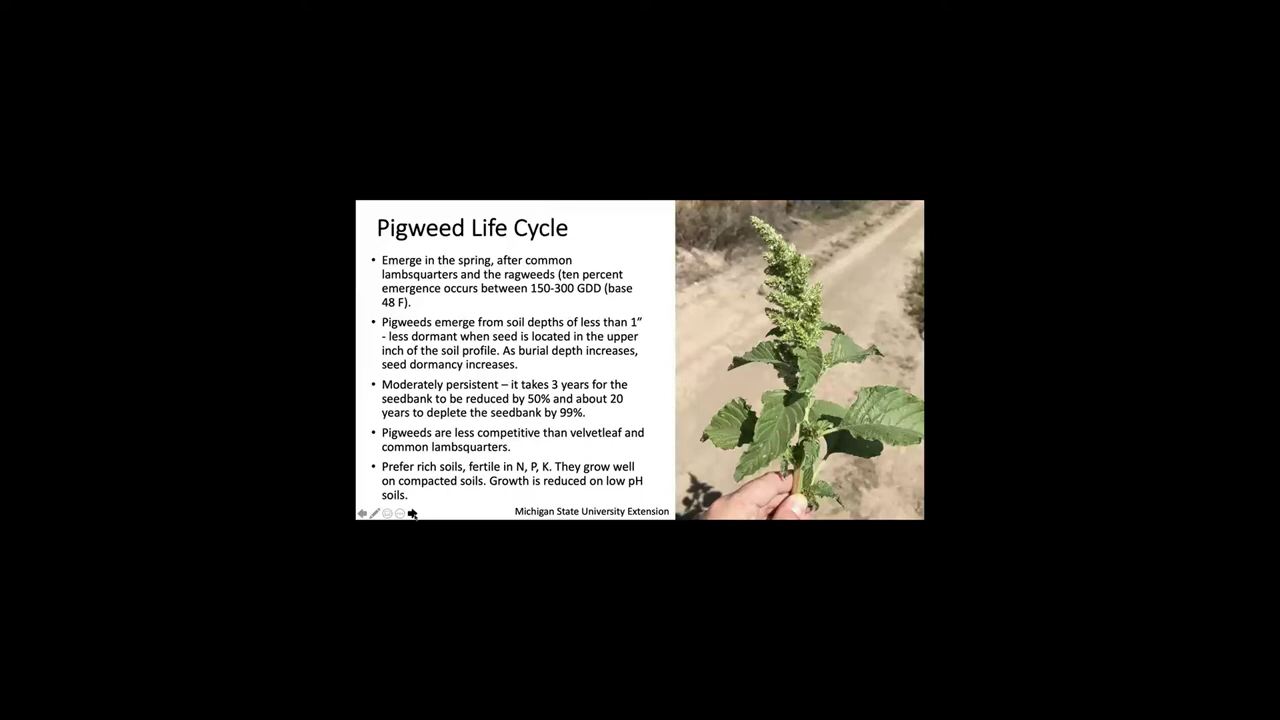 Pigweed Life Cycle
• Emerge in the spring, after common
lambsquarters and the ragweeds (ten percent
emergence occurs between 150-300 GDD (base
48 F).
• Pigweeds emerge from soil depths of less than 1”
- less dormant when seed is located in the upper
inch of the soil profile. As burial depth increases,
seed dormancy increases.
• Moderately persistent – it takes 3 years for the
seedbank to be reduced by 50% and about 20
years to deplete the seedbank by 99%.
• Pigweeds are less competitive than velvetleaf and
common lambsquarters.
• Prefer rich soils, fertile in N, P, K. They grow well
on compacted soils. Growth is reduced on low pH
soils.
Michigan State University Extension